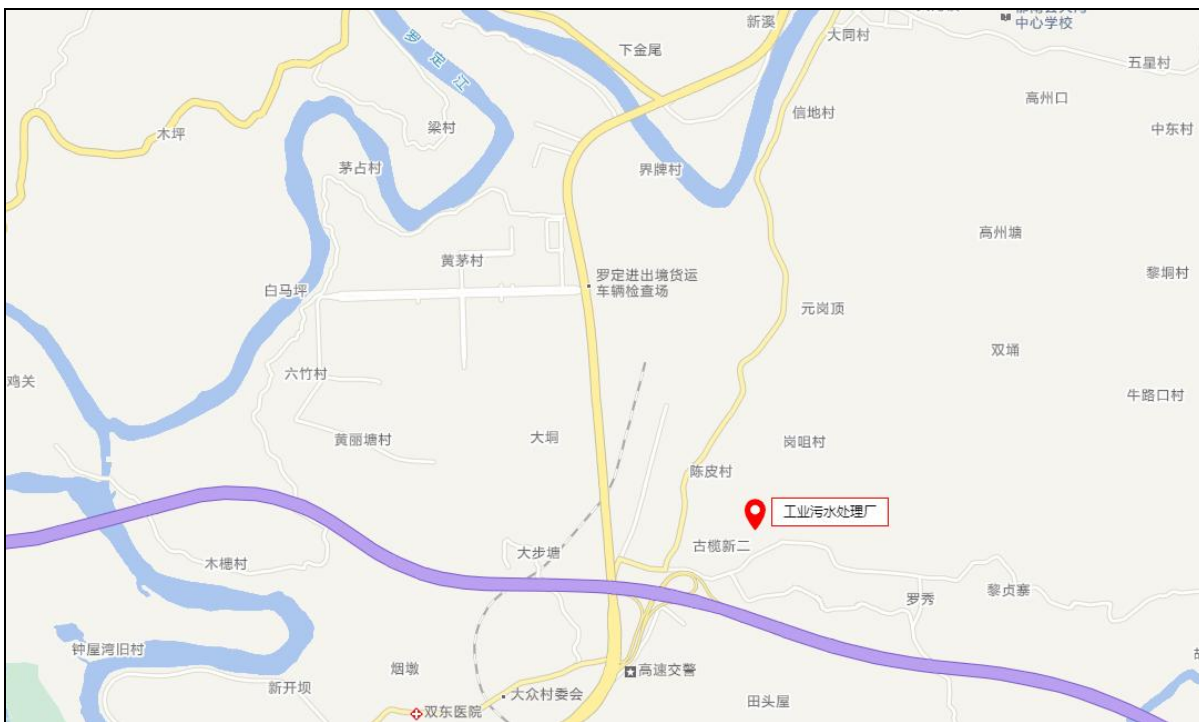 新溪
中心学校
下金尾
大同村
五星村
罗定江
高州口
信地村
中东村
梁村
木坪
茅占村
界牌村
高州塘
黄茅村
罗定进出境货运
车辆检查场
黎垌村
白马坪
元岗顶
双埇
鸡关
六竹村
牛路口村
黄丽塘村
大垌
岗咀村
陈皮村
工业污水处理厂
古榄新二
大步塘
木槵村
罗秀
黎贞寨
钟屋湾旧村
烟墩
高速交警
新开坝
大众村委会
田头屋
双东医院